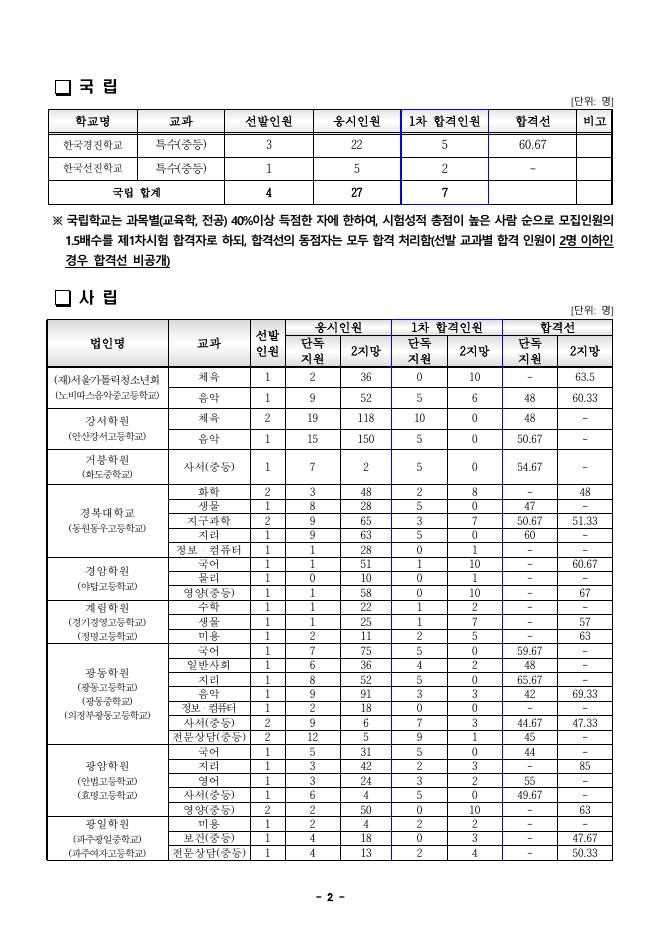 ❑ 국 립
[단위: 명]
학교명 교과 선발인원 응시인원 1차 합격인원 합격선 비고
한국경진학교 특수(중등) 3 22 5 60.67
한국선진학교 특수(중등) 1 5 2 -
국립 합계 4 27 7
※ 국립학교는 과목별(교육학, 전공) 40%이상 득점한 자에 한하여, 시험성적 총점이 높은 사람 순으로 모집인원의
1.5배수를 제1차시험 합격자로 하되, 합격선의 동점자는 모두 합격 처리함(선발 교과별 합격 인원이 2명 이하인
경우 합격선 비공개)
❑ 사 립
[단위: 명]
법인명 교과 선발 인원 응시인원 1차 합격인원 합격선
단독 지원 2지망 단독 지원 2지망 단독 지원 2지망
(재)서울가톨릭청소년회
(노비따스음악중고등학교)
체육 1 2 36 0 10 - 63.5
음악 1 9 52 5 6 48 60.33
강서학원
(안산강서고등학교)
체육 2 19 118 10 0 48 -
음악 1 15 150 5 0 50.67 -
거붕학원
(화도중학교)
사서(중등) 1 7 2 5 0 54.67 -
경복대학교
(동원동우고등학교)
화학 2 3 48 2 8 - 48
생물 1 8 28 5 0 47 -
지구과학 2 9 65 3 7 50.67 51.33
지리 1 9 63 5 0 60 -
정보·컴퓨터 1 1 28 0 1 - -
경암학원
(야탑고등학교)
국어 1 1 51 1 10 - 60.67
물리 1 0 10 0 1 - -
영양(중등) 1 1 58 0 10 - 67
계림학원
(경기경영고등학교)
(정명고등학교)
수학 1 1 22 1 2 - -
생물 1 1 25 1 7 - 57
미용 1 2 11 2 5 - 63
광동학원
(광동고등학교)
(광동중학교)
(의정부광동고등학교)
국어 1 7 75 5 0 59.67 -
일반사회 1 6 36 4 2 48 -
지리 1 8 52 5 0 65.67 -
음악 1 9 91 3 3 42 69.33
정보·컴퓨터 1 2 18 0 0 - -
사서(중등) 2 9 6 7 3 44.67 47.33
전문상담(중등) 2 12 5 9 1 45 -
광암학원
(안법고등학교)
(효명고등학교)
국어 1 5 31 5 0 44 -
지리 1 3 42 2 3 - 85
영어 1 3 24 3 2 55 -
사서(중등) 1 6 4 5 0 49.67 -
영양(중등) 2 2 50 0 10 - 63
광일학원
(파주광일중학교)
(파주여자고등학교)
미용 1 2 4 2 2 - -
보건(중등) 1 4 18 0 3 - 47.67
전문상담(중등) 1 4 13 2 4 - 50.33
- 2 -